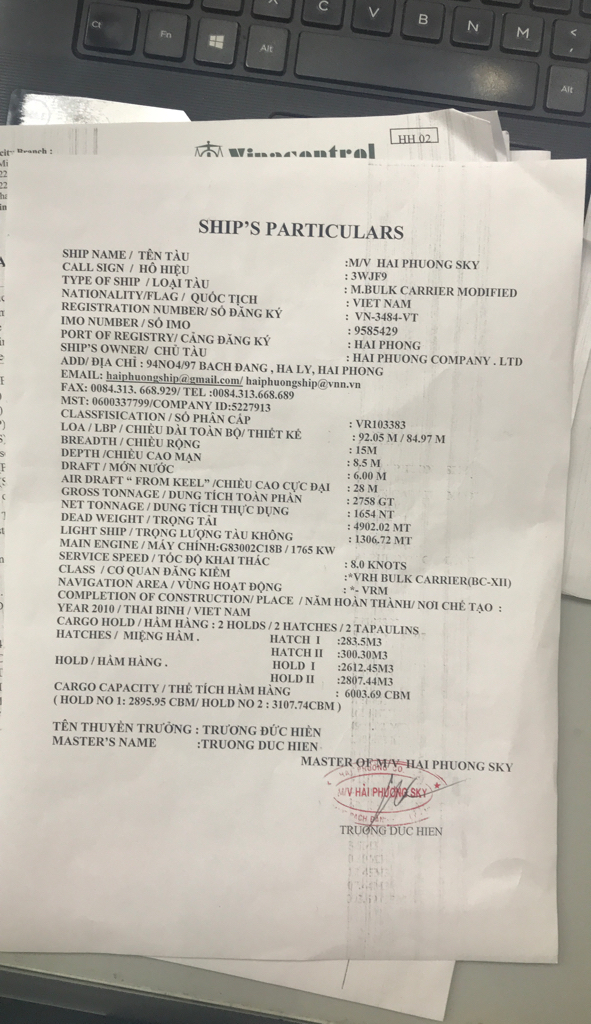 C V B N M <
Ctrl Fn Alt Alt
HH 02
city Branch :
Vinacontrol
SHIP'S PARTICULARS
SHIP NAME / TÊN TÀU :M/V HAI PHUONG SKY
CALL SIGN / HÔ HIỆU : 3WJF9
TYPE OF SHIP / LOẠI TÀU : M.BULK CARRIER MODIFIED
NATIONALITY/FLAG / QUỐC TỊCH : VIET NAM
REGISTRATION NUMBER/ SỐ ĐĂNG KÝ : VN-3484-VT
IMO NUMBER / SỐ IMO : 9585429
PORT OF REGISTRY/ CẢNG ĐĂNG KÝ : HAI PHONG
SHIP'S OWNER/ CHỦ TÀU : HAI PHUONG COMPANY . LTD
ADD/ ĐỊA CHỈ : 94NO4/97 BACH ĐANG , HA LY, HAI PHONG
EMAIL: haiphuongship@gmail.com/ haiphuongship@vnn.vn
FAX: 0084.313. 668.929/ TEL :0084.313.668.689
MST: 0600337799/COMPANY ID:5227913
CLASSFISICATION / SỐ PHÂN CẤP : VR103383
LOA / LBP / CHIỀU DÀI TOÀN BỘ/ THIẾT KẾ : 92.05 M / 84.97 M
BREADTH / CHIỀU RỘNG : 15M
DEPTH /CHIỀU CAO MẠN : 8.5 M
DRAFT / MỚN NƯỚC : 6.00 M
AIR DRAFT “ FROM KEEL” /CHIỀU CAO CỰC ĐẠI : 28 M
GROSS TONNAGE / DUNG TÍCH TOÀN PHẦN : 2758 GT
NET TONNAGE / DUNG TÍCH THỰC DỤNG : 1654 NT
DEAD WEIGHT / TRỌNG TẢI : 4902.02 MT
LIGHT SHIP / TRỌNG LƯỢNG TÀU KHÔNG : 1306.72 MT
MAIN ENGINE / MÁY CHÍNH:G83002C18B / 1765 KW
SERVICE SPEED / TỐC ĐỘ KHAI THÁC : 8.0 KNOTS
CLASS / CƠ QUAN ĐĂNG KIỂM :*VRH BULK CARRIER(BC-XII)
NAVIGATION AREA / VÙNG HOẠT ĐỘNG : *- VRM
COMPLETION OF CONSTRUCTION/ PLACE / NĂM HOÀN THÀNH/ NƠI CHẾ TẠO :
YEAR 2010 / THAI BINH / VIET NAM
CARGO HOLD / HẦM HÀNG : 2 HOLDS / 2 HATCHES / 2 TAPAULINS
HATCHES / MIỆNG HẦM . HATCH I :283.5M3
HATCH II :300.30M3
HOLD / HẦM HÀNG . HOLD I :2612.45M3
HOLD II :2807.44M3
CARGO CAPACITY / THỂ TÍCH HẦM HÀNG : 6003.69 CBM
( HOLD NO 1: 2895.95 CBM/ HOLD NO 2 : 3107.74CBM )
TÊN THUYỀN TRƯỞNG : TRƯƠNG ĐỨC HIỀN
MASTER'S NAME :TRUONG DUC HIEN
MASTER OF M/V HAI PHUONG SKY
M/V HẢI PHƯƠNG SKY
TRUONG DUC HIEN